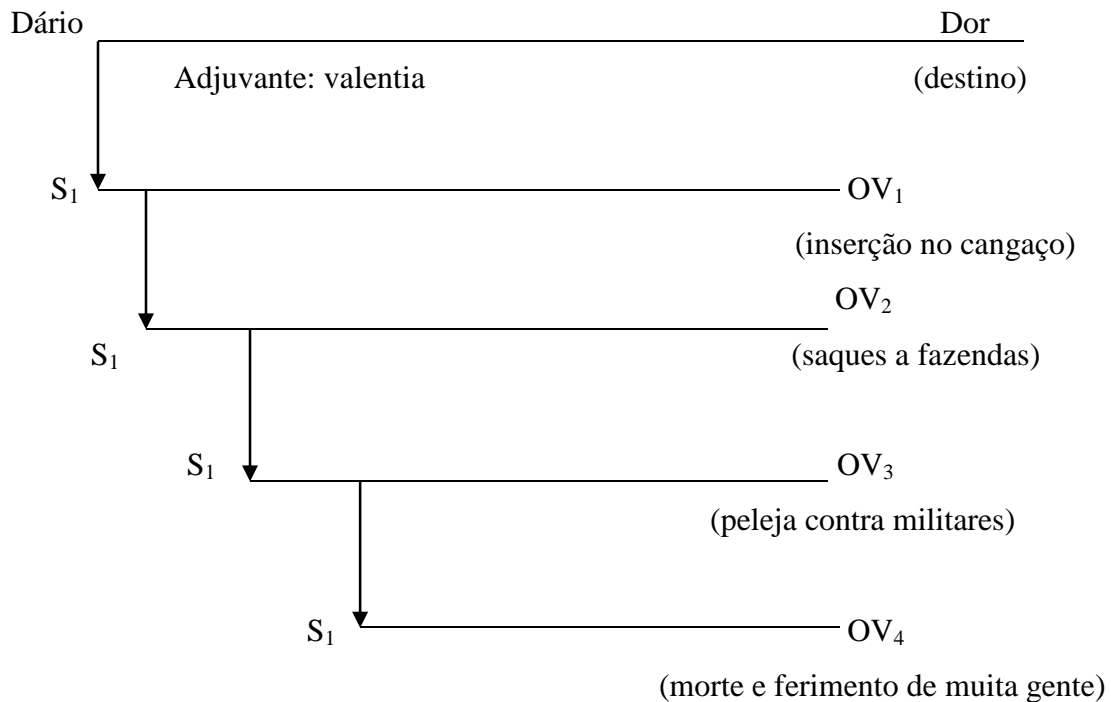 Dário Dor
Adjuvante: valentia (destino)
S₁ OV₁
(inserção no cangaço)
OV₂
S₁ (saques a fazendas)
S₁ OV₃
(peleja contra militares)
S₁ OV₄
(morte e ferimento de muita gente)